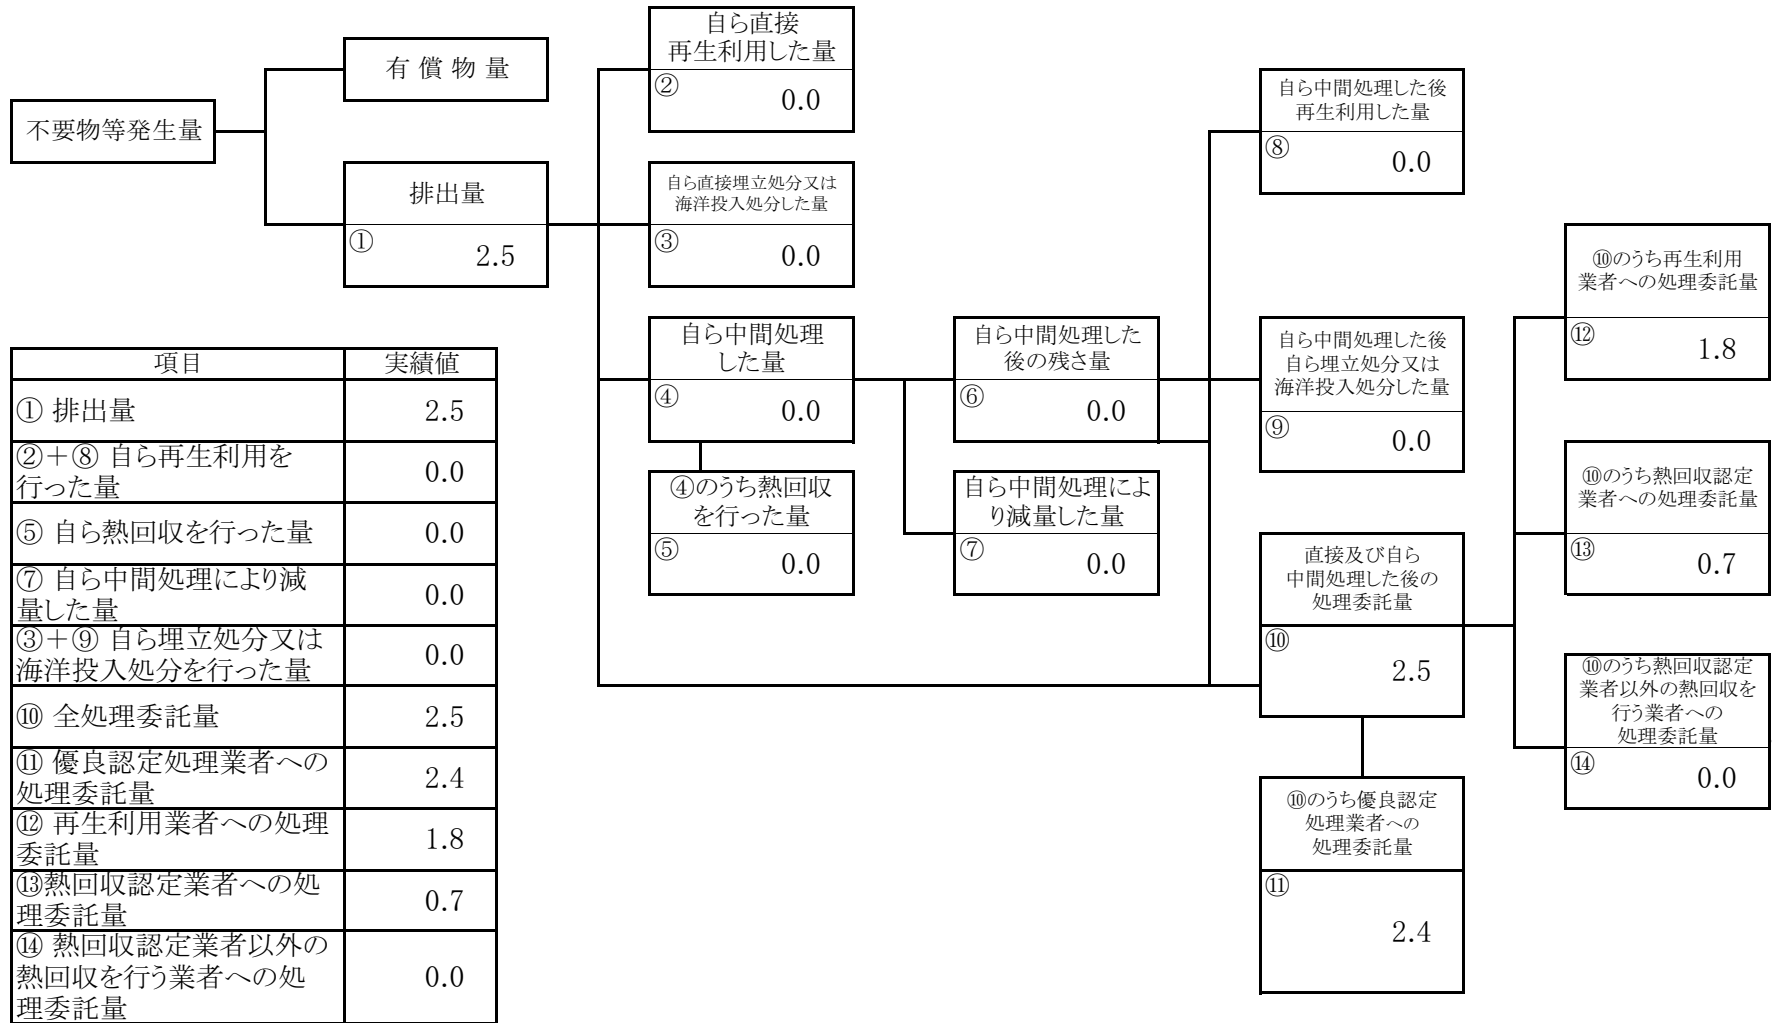 自ら直接
再生利用した量
②
0.0
有 償 物 量
不要物等発生量
排出量
①
2.5
自ら直接埋立処分又は
海洋投入処分した量
③
0.0
自ら中間処理
した量
④
0.0
④のうち熱回収
を行った量
⑤
0.0
自ら中間処理した
後の残さ量
⑥
0.0
自ら中間処理によ
り減量した量
⑦
0.0
自ら中間処理した後
再生利用した量
⑧
0.0
自ら中間処理した後
自ら埋立処分又は
海洋投入処分した量
⑨
0.0
直接及び自ら
中間処理した後の
処理委託量
⑩
2.5
⑩のうち優良認定
処理業者への
処理委託量
⑪
2.4
⑩のうち再生利用
業者への処理委託量
⑫
1.8
⑩のうち熱回収認定
業者への処理委託量
⑬
0.7
⑩のうち熱回収認定
業者以外の熱回収を
行う業者への
処理委託量
⑭
0.0
項目 実績値
① 排出量 2.5
②＋⑧ 自ら再生利用を
行った量 0.0
⑤ 自ら熱回収を行った量 0.0
⑦ 自ら中間処理により減
量した量 0.0
③＋⑨ 自ら埋立処分又は
海洋投入処分を行った量 0.0
⑩ 全処理委託量 2.5
⑪ 優良認定処理業者への
処理委託量 2.4
⑫ 再生利用業者への処理
委託量 1.8
⑬熱回収認定業者への処
理委託量 0.7
⑭ 熱回収認定業者以外の
熱回収を行う業者への処
理委託量 0.0